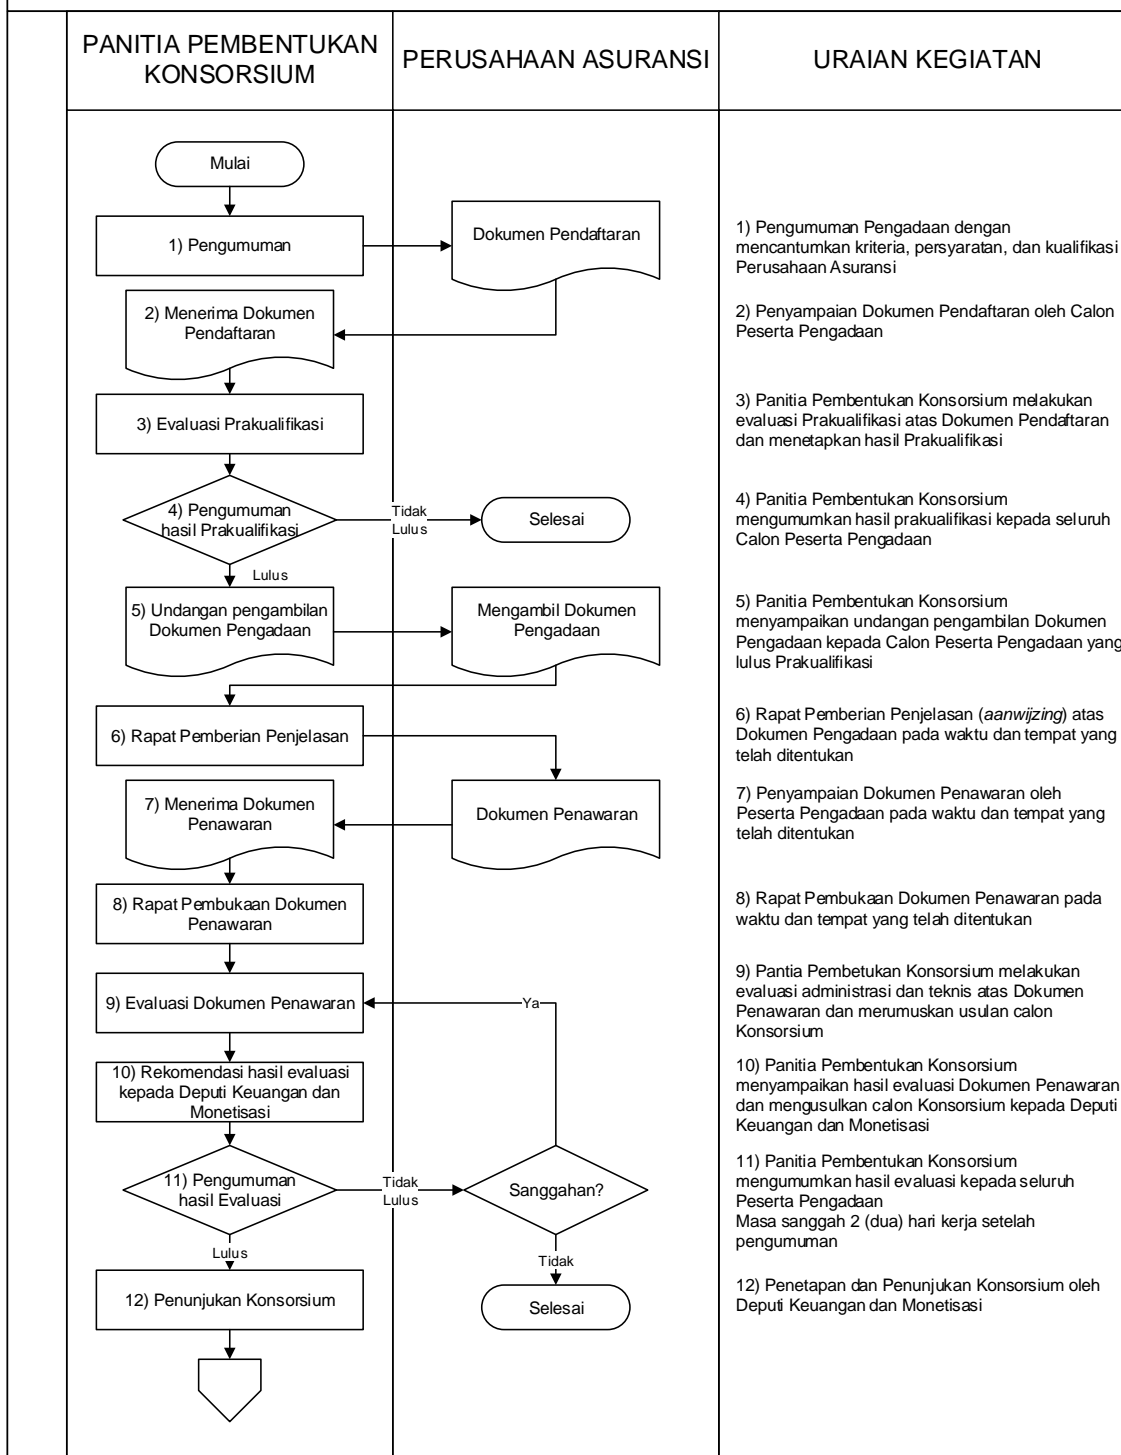 PANITIA PEMBENTUKAN
KONSORSIUM
PERUSAHAAN ASURANSI
URAIAN KEGIATAN
Mulai
1) Pengumuman
Dokumen Pendaftaran
1) Pengumuman Pengadaan dengan
mencantumkan kriteria, persyaratan, dan kualifikasi
Perusahaan Asuransi
2) Menerima Dokumen
Pendaftaran
2) Penyampaian Dokumen Pendaftaran oleh Calon
Peserta Pengadaan
3) Evaluasi Prakualifikasi
3) Panitia Pembentukan Konsorsium melakukan
evaluasi Prakualifikasi atas Dokumen Pendaftaran
dan menetapkan hasil Prakualifikasi
4) Pengumuman
hasil Prakualifikasi
Tidak
Lulus
Selesai
4) Panitia Pembentukan Konsorsium
mengumumkan hasil prakualifikasi kepada seluruh
Calon Peserta Pengadaan
Lulus
5) Undangan pengambilan
Dokumen Pengadaan
Mengambil Dokumen
Pengadaan
5) Panitia Pembentukan Konsorsium
menyampaikan undangan pengambilan Dokumen
Pengadaan kepada Calon Peserta Pengadaan yang
lulus Prakualifikasi
6) Rapat Pemberian Penjelasan
6) Rapat Pemberian Penjelasan (aanwijzing) atas
Dokumen Pengadaan pada waktu dan tempat yang
telah ditentukan
7) Menerima Dokumen
Penawaran
Dokumen Penawaran
7) Penyampaian Dokumen Penawaran oleh
Peserta Pengadaan pada waktu dan tempat yang
telah ditentukan
8) Rapat Pembukaan Dokumen
Penawaran
8) Rapat Pembukaan Dokumen Penawaran pada
waktu dan tempat yang telah ditentukan
9) Evaluasi Dokumen Penawaran
Ya
9) Pantia Pembetukan Konsorsium melakukan
evaluasi administrasi dan teknis atas Dokumen
Penawaran dan merumuskan usulan calon
Konsorsium
10) Rekomendasi hasil evaluasi
kepada Deputi Keuangan dan
Monetisasi
10) Panitia Pembentukan Konsorsium
menyampaikan hasil evaluasi Dokumen Penawaran
dan mengusulkan calon Konsorsium kepada Deputi
Keuangan dan Monetisasi
11) Pengumuman
hasil Evaluasi
Tidak
Lulus
Sanggahan?
11) Panitia Pembentukan Konsorsium
mengumumkan hasil evaluasi kepada seluruh
Peserta Pengadaan
Masa sanggah 2 (dua) hari kerja setelah
pengumuman
Lulus
Tidak
12) Penunjukan Konsorsium
Selesai
12) Penetapan dan Penunjukan Konsorsium oleh
Deputi Keuangan dan Monetisasi